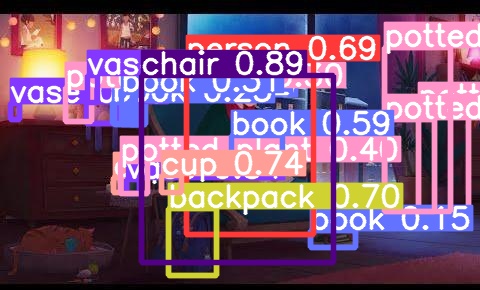 person 0.69
potted
vaschair 0.89
vase
book
book 0.59
potted
potted plant 0.40
cup 0.74
backpack 0.70
book 0.15